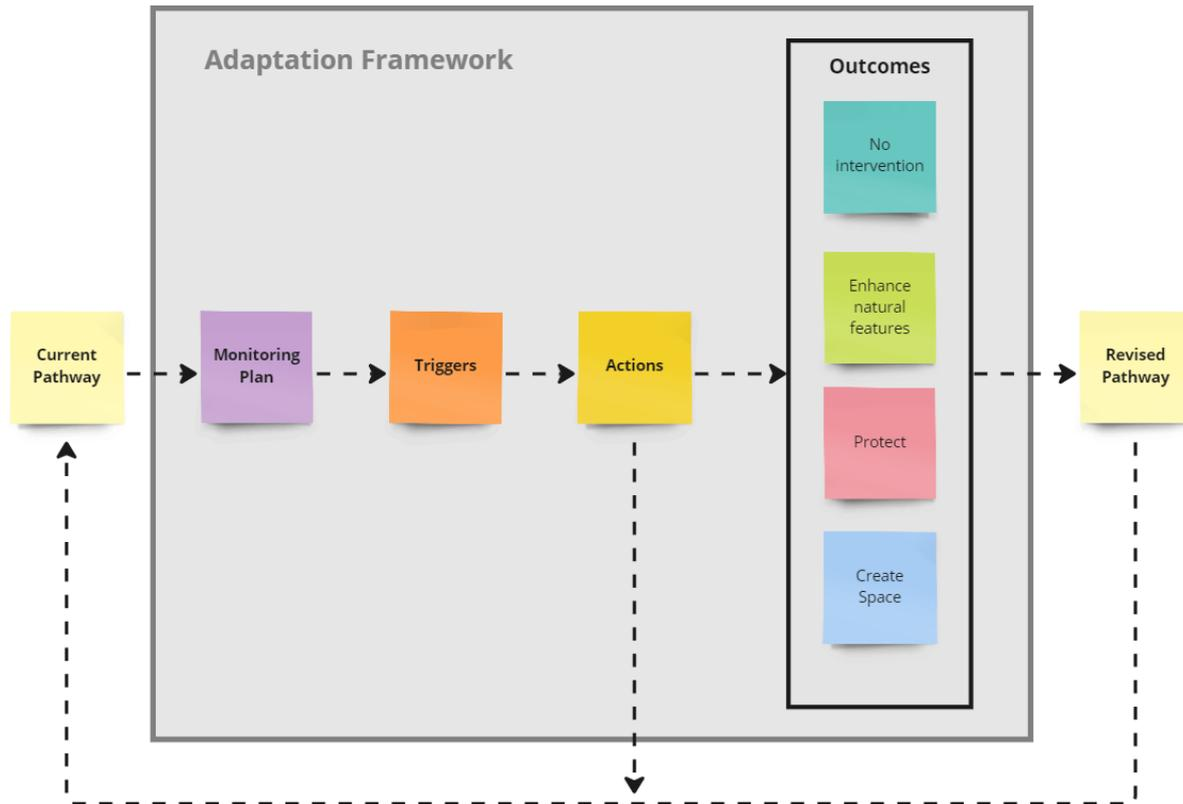 Adaptation Framework
Outcomes
No
intervention
Enhance
natural
features
Current
Pathway
Monitoring
Plan
Triggers
Actions
Revised
Pathway
Protect
Create
Space